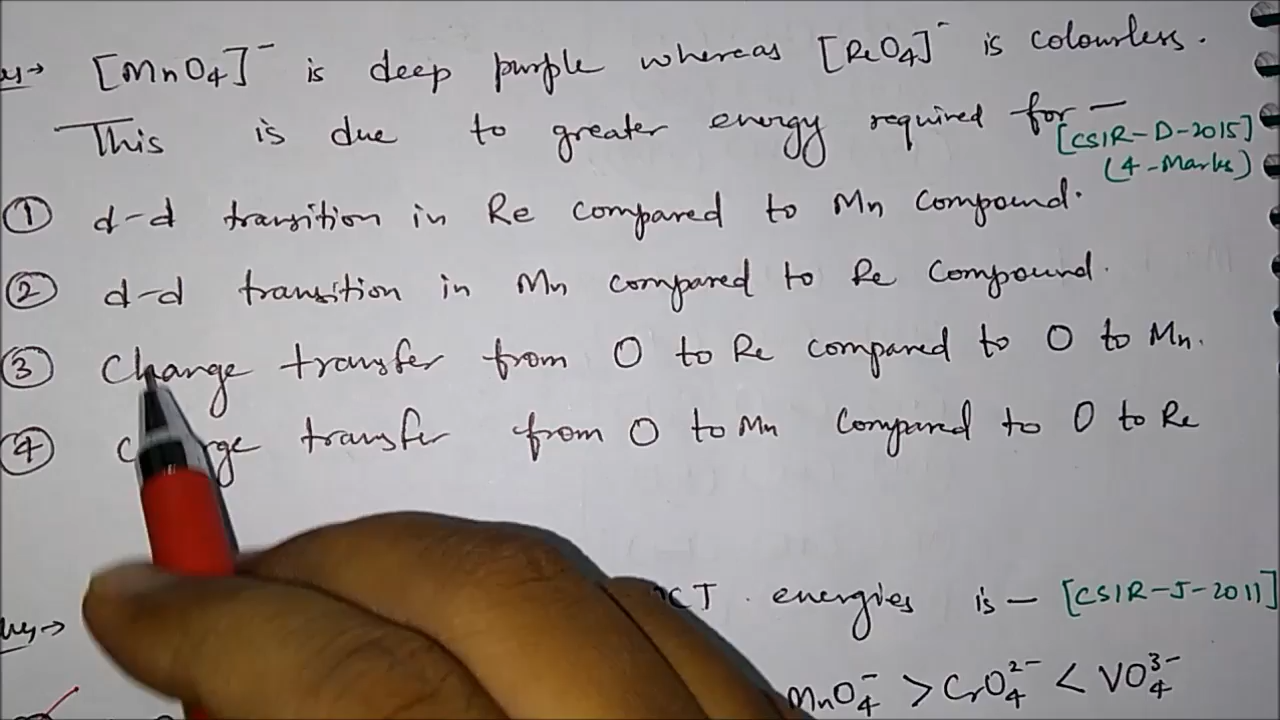 [MnO4]⁻ is deep purple whereas [ReO4]⁻ is colourless.
This is due to greater energy required for —
[CSIR-D-2015]
(4-Marks)
① d-d transition in Re compared to Mn compound.
② d-d transition in Mn compared to Re compound.
③ Change transfer from O to Re compared to O to Mn.
④ transfer from O to Mn compared to O to Re
CT energies is — [CSIR-J-2011]
MnO4⁻ > CrO4²⁻ < VO4³⁻